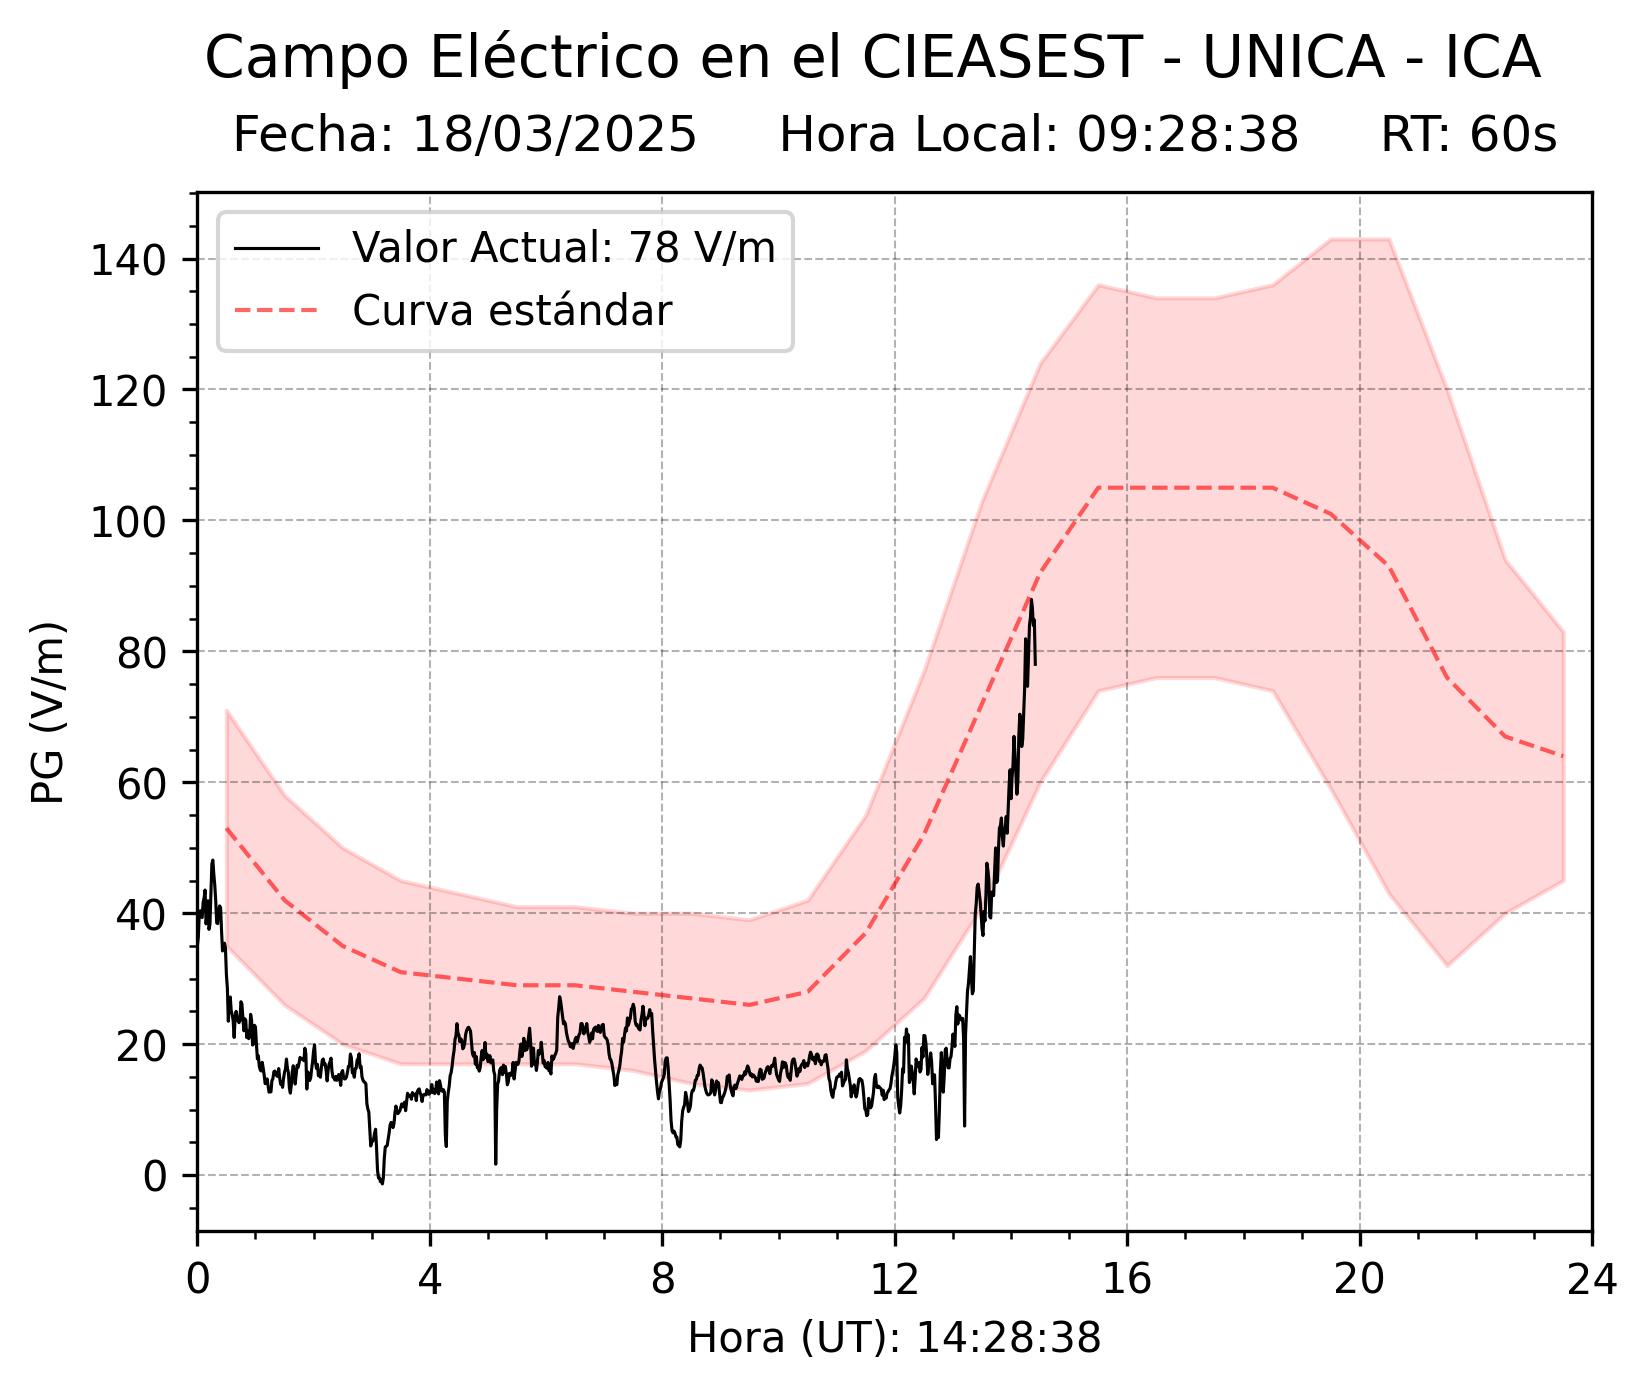 Campo Eléctrico en el CIEASEST - UNICA - ICA
Fecha: 18/03/2025 Hora Local: 09:28:38 RT: 60s
Valor Actual: 78 V/m
Curva estándar
PG (V/m)
140
120
100
80
60
40
20
0
0 4 8 12 16 20 24
Hora (UT): 14:28:38